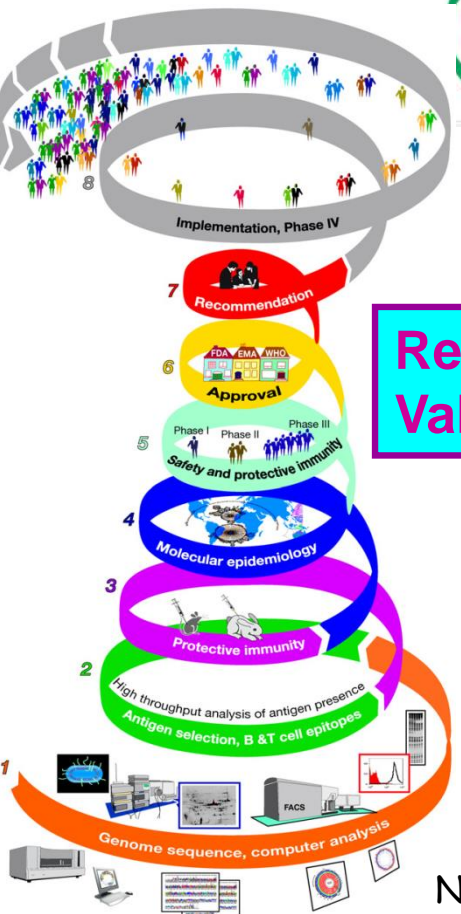 8
Implementation, Phase IV
7
Recommendation
6
FDA EMA WHO
Approval
Re
Val
5
Phase I Phase II Phase III
Safety and protective immunity
4
Molecular epidemiology
3
Protective immunity
2
High throughput analysis of antigen presence
Antigen selection, B &T cell epitopes
1
FACS
Genome sequence, computer analysis
N